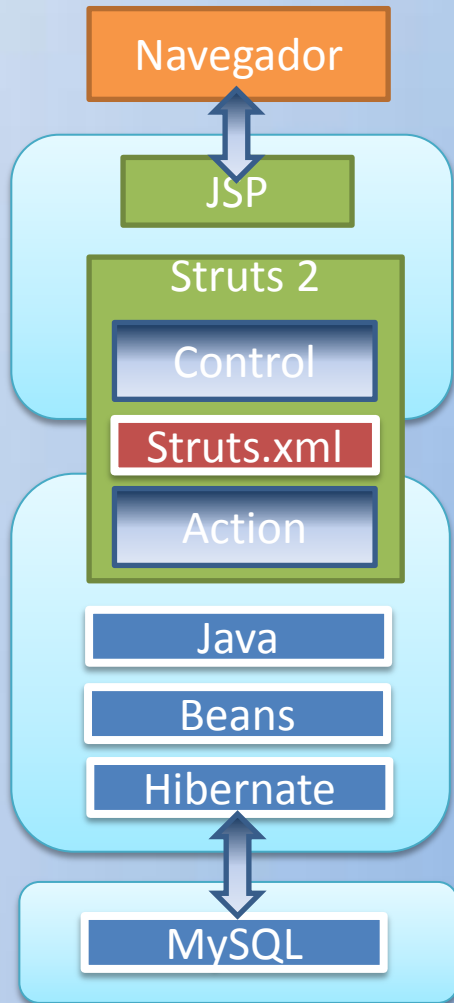 Navegador
JSP
Struts 2
Control
Struts.xml
Action
Java
Beans
Hibernate
MySQL